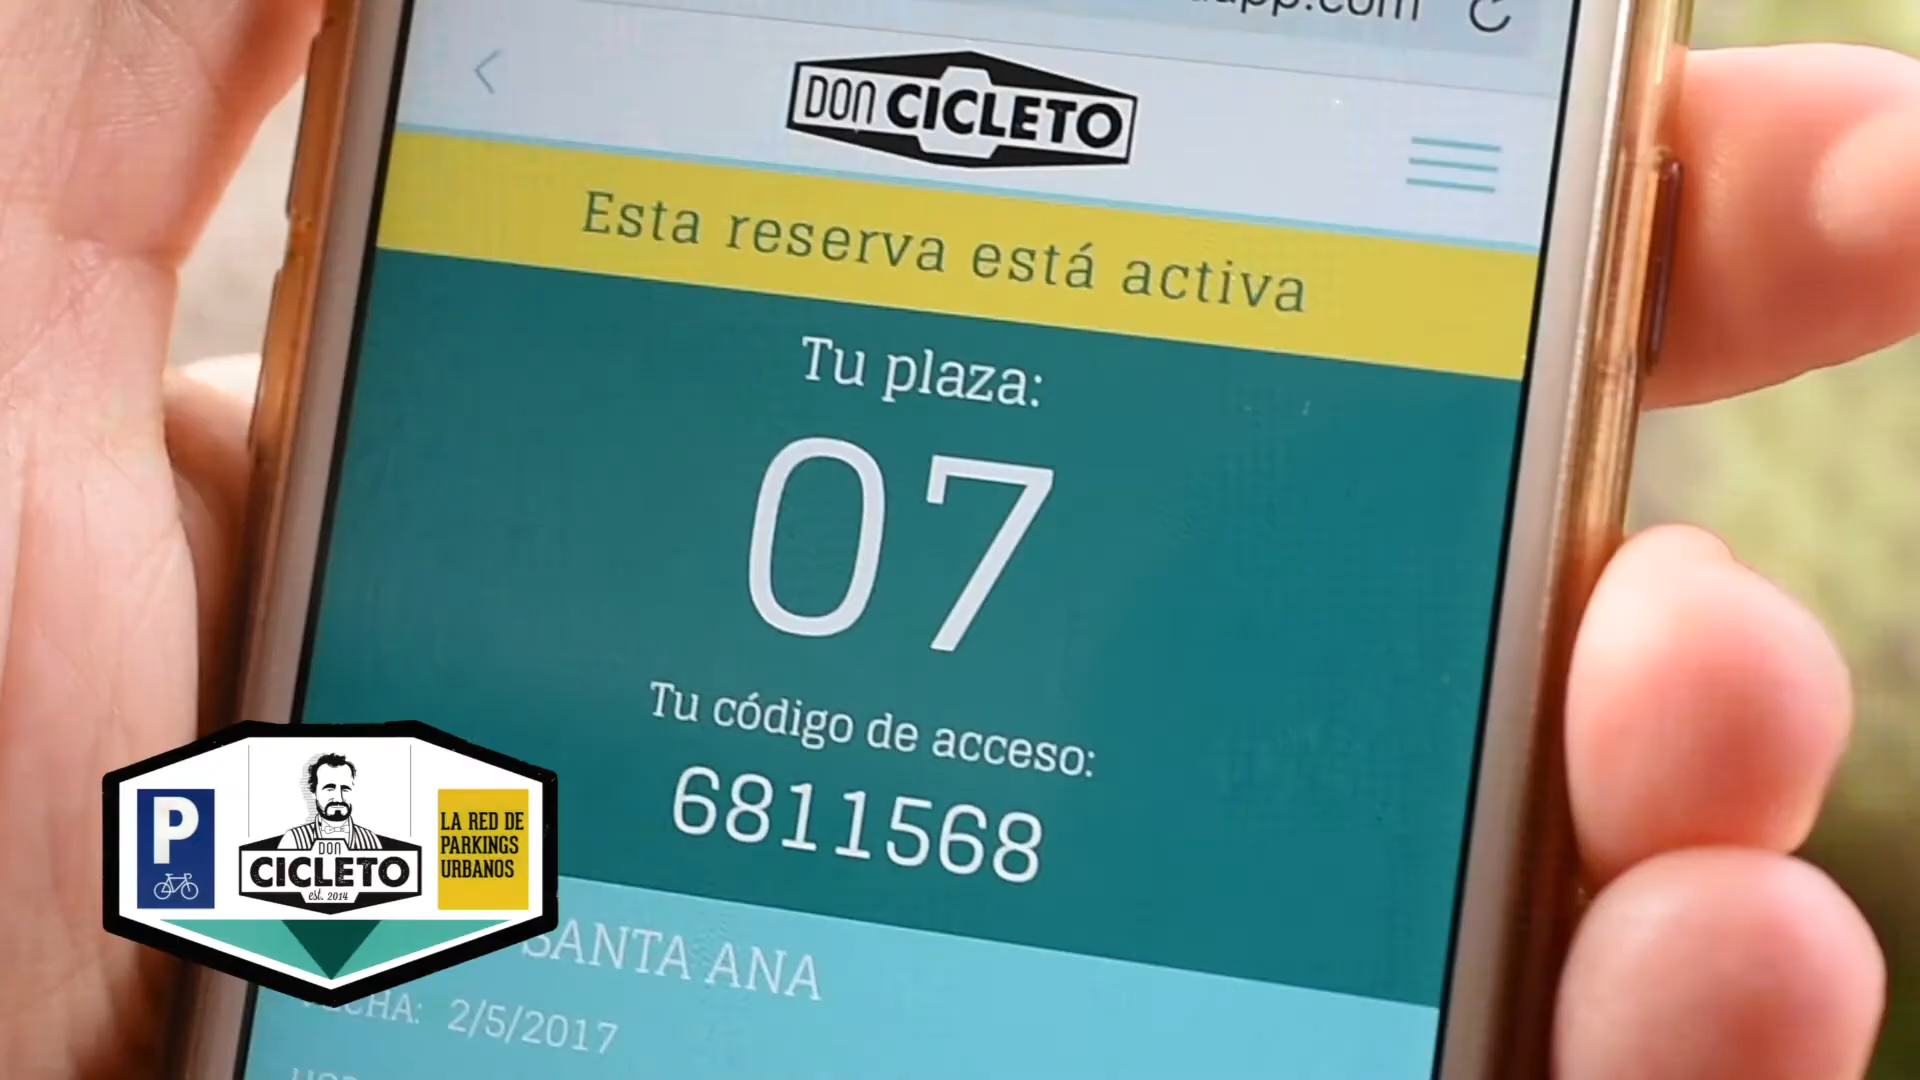 DON CICLETO
Esta reserva está activa
Tu plaza:
07
Tu código de acceso:
6811568
SANTA ANA
FECHA: 2/5/2017
P
DON
CICLETO
est. 2014
LA RED DE
PARKINGS
URBANOS